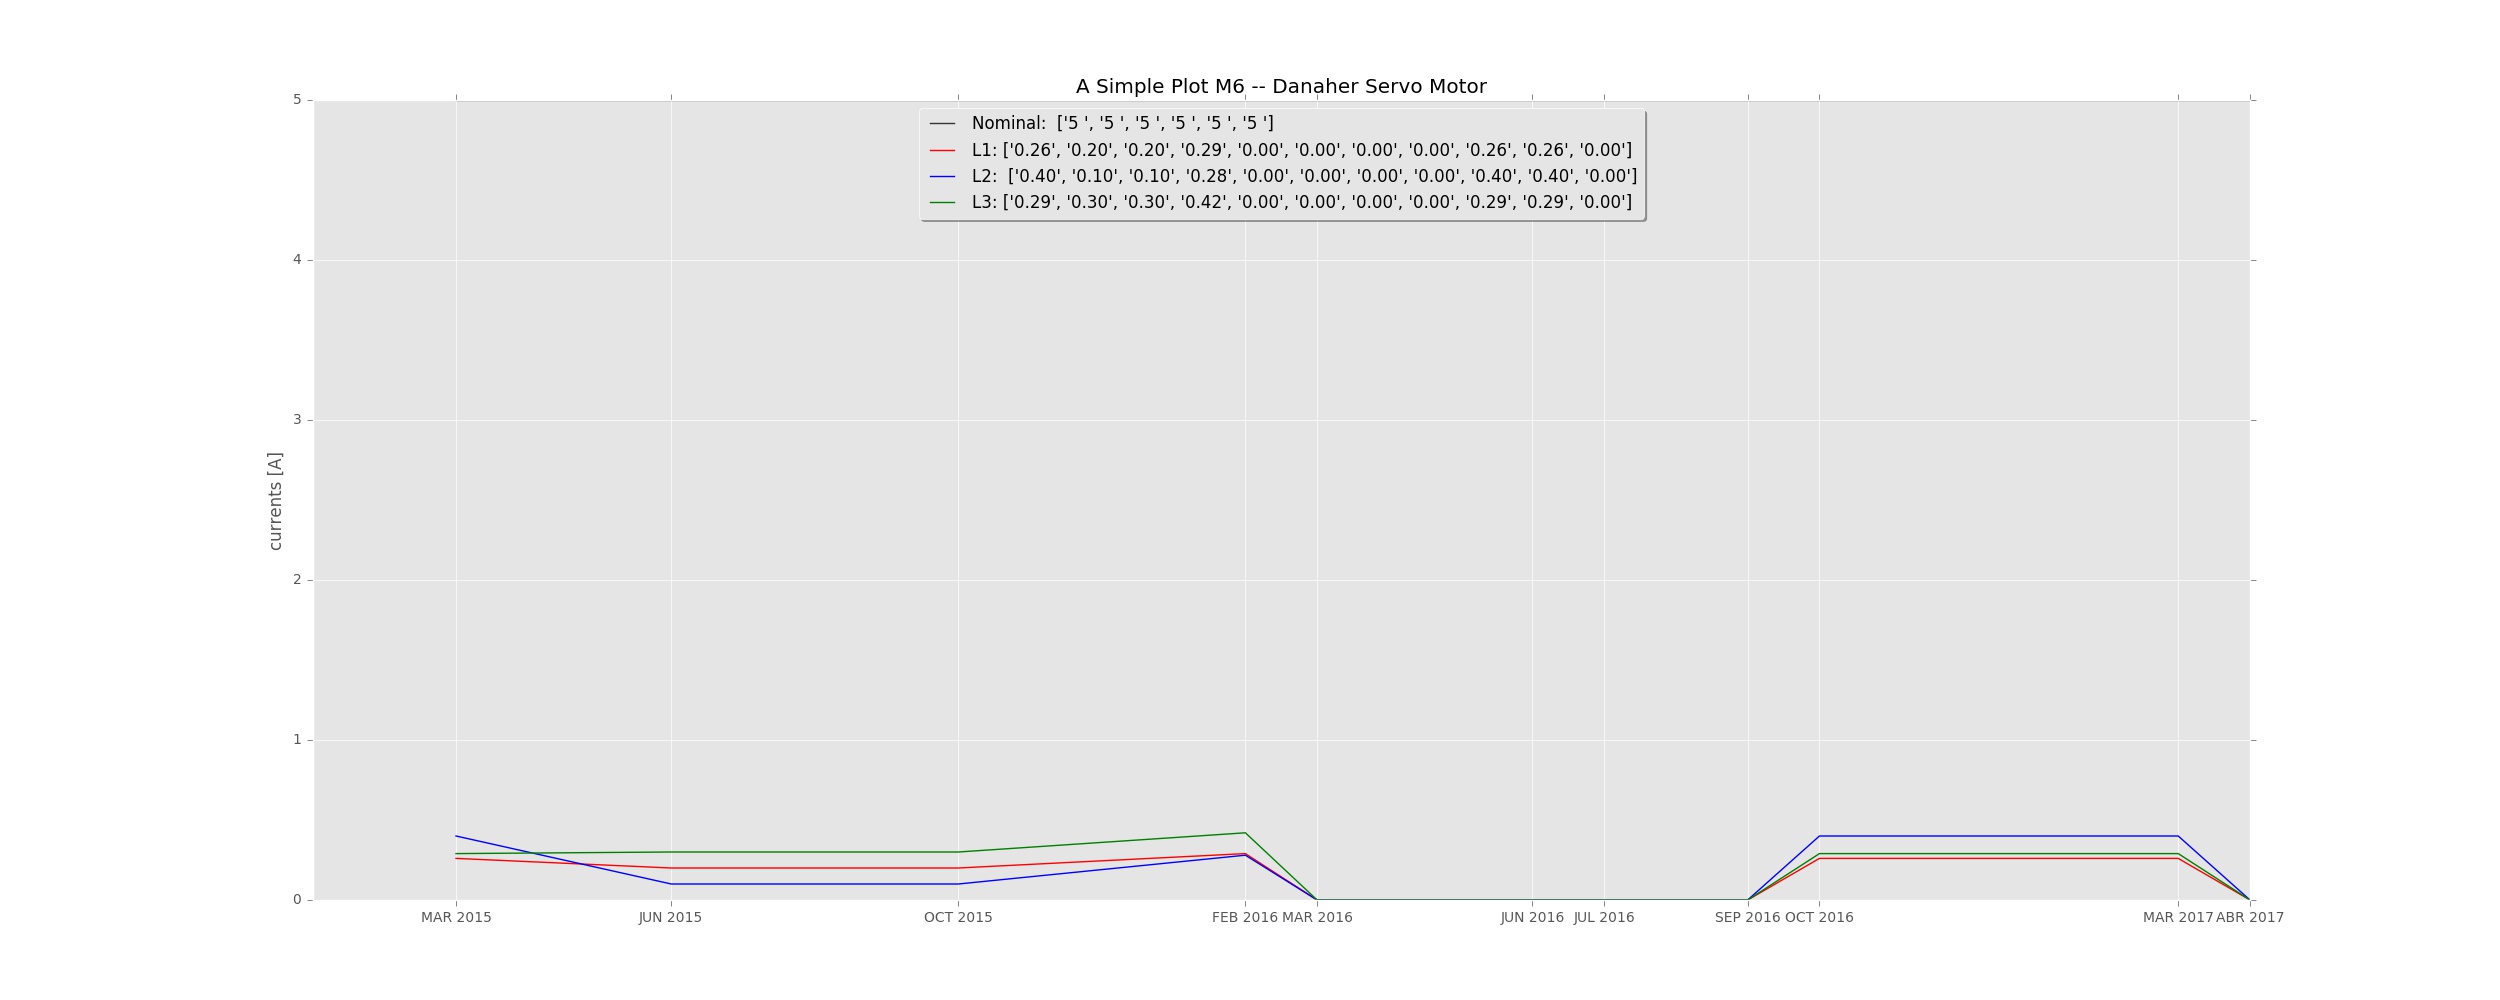 A Simple Plot M6 -- Danaher Servo Motor
Nominal:  ['5 ', '5 ', '5 ', '5 ', '5 ', '5 ']
L1: ['0.26', '0.20', '0.20', '0.29', '0.00', '0.00', '0.00', '0.00', '0.26', '0.26', '0.00']
L2:  ['0.40', '0.10', '0.10', '0.28', '0.00', '0.00', '0.00', '0.00', '0.40', '0.40', '0.00']
L3: ['0.29', '0.30', '0.30', '0.42', '0.00', '0.00', '0.00', '0.00', '0.29', '0.29', '0.00']
5
4
3
2
1
0
currents [A]
MAR 2015 JUN 2015 OCT 2015 FEB 2016 MAR 2016 JUN 2016 JUL 2016 SEP 2016 OCT 2016 MAR 2017 ABR 2017